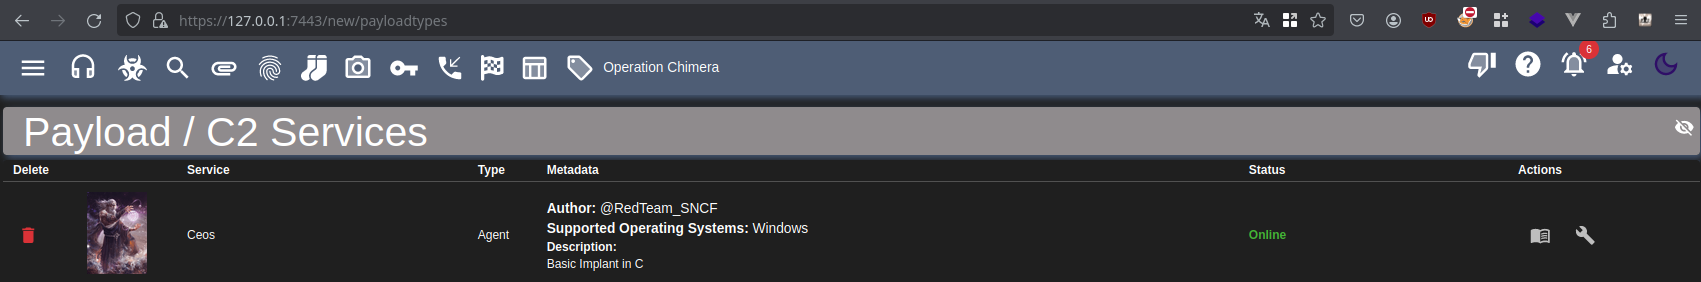 https://127.0.0.1:7443/new/payloadtypes
Operation Chimera
6
Payload / C2 Services
Delete Service Type Metadata Status Actions
Author: @RedTeam_SNCF
Supported Operating Systems: Windows
Ceos Agent Online
Description:
Basic Implant in C